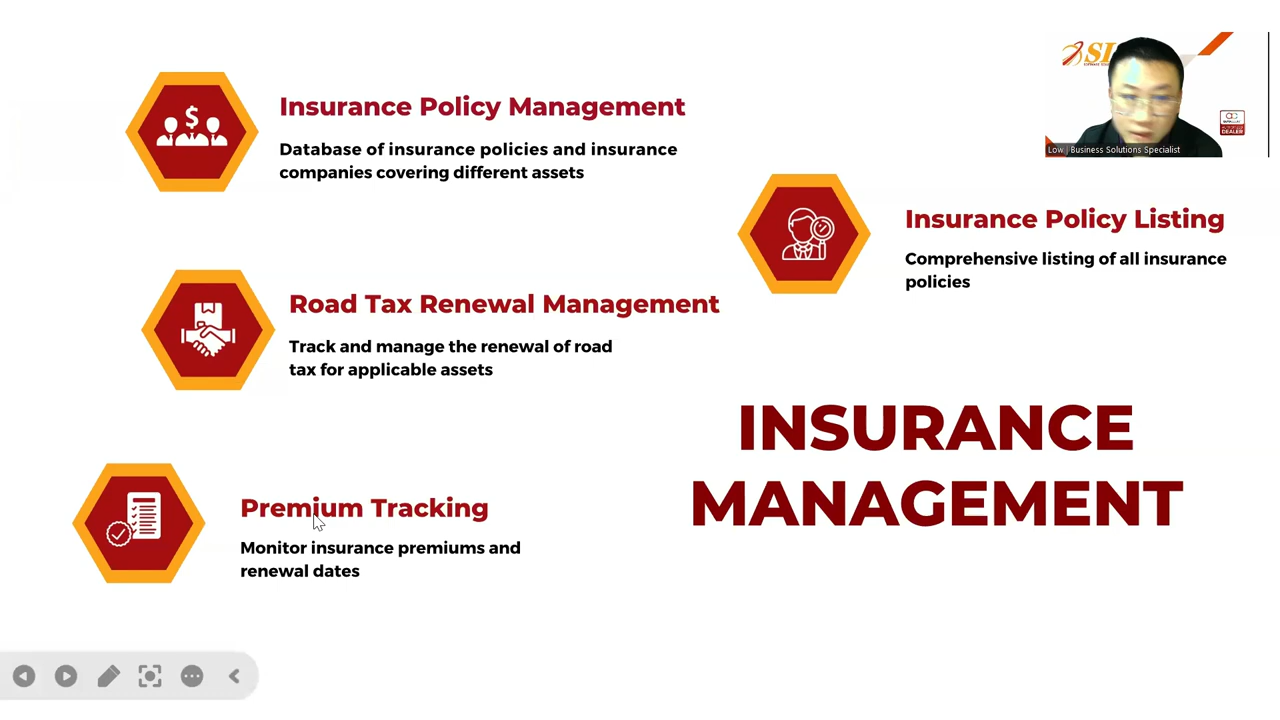 Insurance Policy Management
Database of insurance policies and insurance
companies covering different assets
Low | Business Solutions Specialist
Insurance Policy Listing
Comprehensive listing of all insurance
policies
Road Tax Renewal Management
Track and manage the renewal of road
tax for applicable assets
INSURANCE
MANAGEMENT
Premium Tracking
Monitor insurance premiums and
renewal dates
DEALER